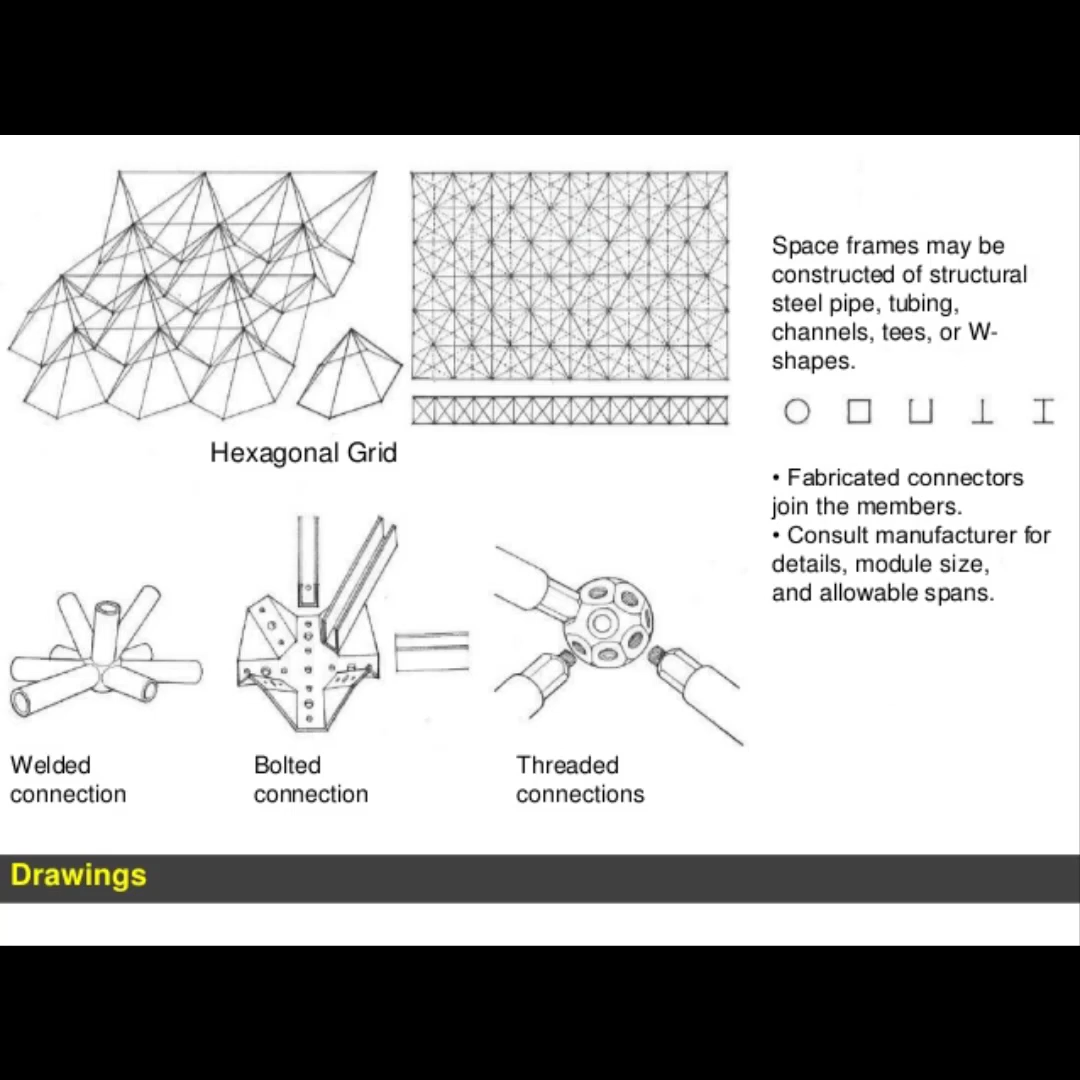 Space frames may be
constructed of structural
steel pipe, tubing,
channels, tees, or W-
shapes.
Hexagonal Grid
• Fabricated connectors
join the members.
• Consult manufacturer for
details, module size,
and allowable spans.
Welded
connection
Bolted
connection
Threaded
connections
Drawings